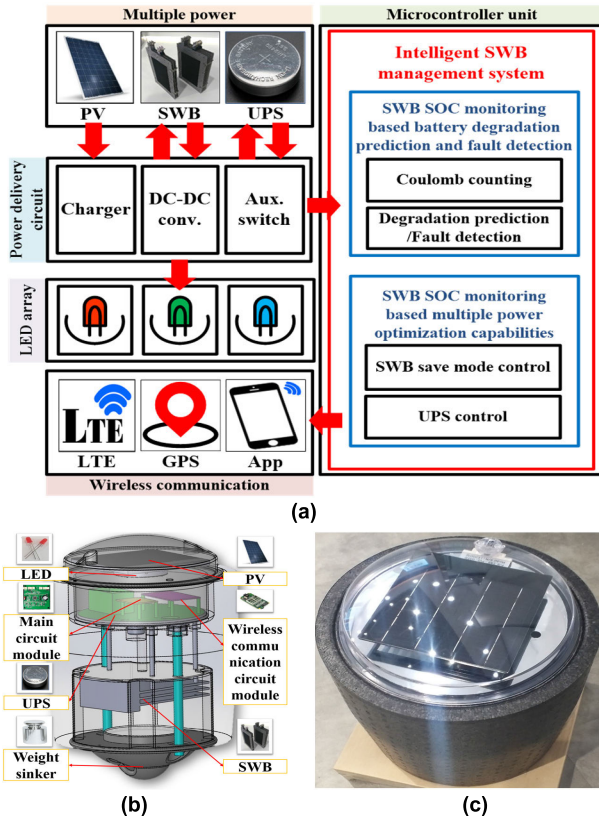 Multiple power
Microcontroller unit
PV
SWB
UPS
Intelligent SWB
management system
Power delivery
circuit
Charger
DC-DC
conv.
Aux.
switch
SWB SOC monitoring
based battery degradation
prediction and fault detection
Coulomb counting
Degradation prediction
/Fault detection
LED array
SWB SOC monitoring
based multiple power
optimization capabilities
SWB save mode control
UPS control
LTE
LTE
GPS
App
Wireless communication
(a)
LED
PV
Main
circuit
module
Wireless
commu
nication
circuit
module
UPS
Weight
sinker
SWB
(b)
(c)